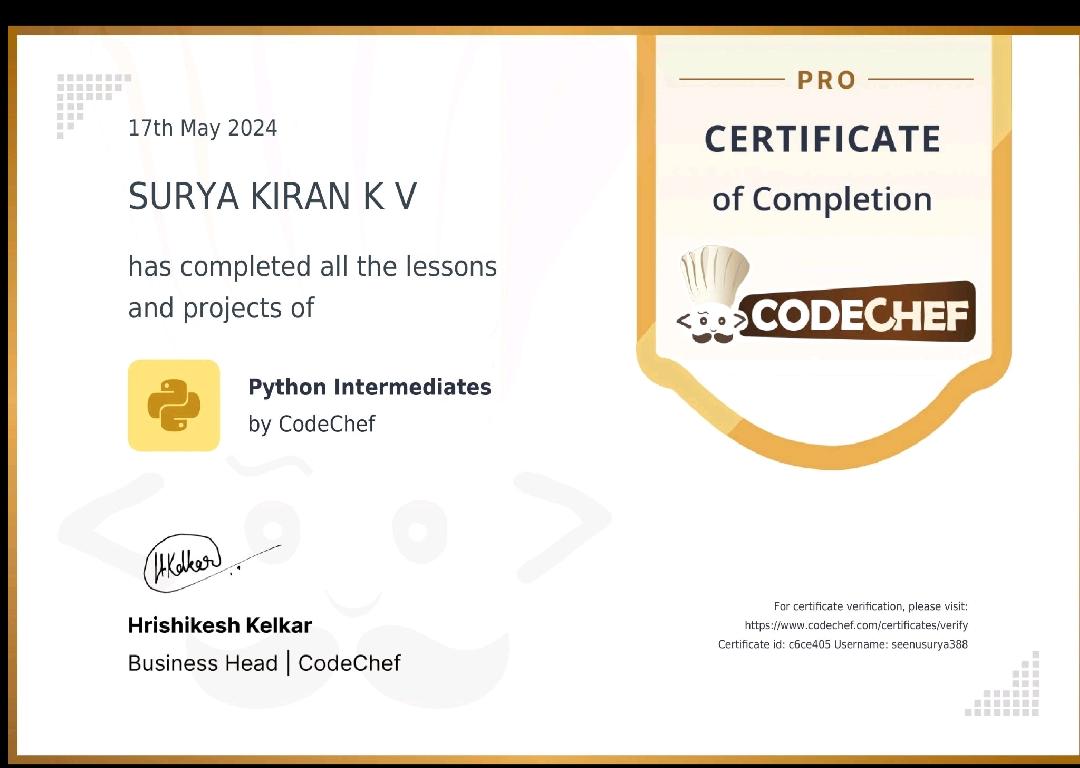 17th May 2024
SURYA KIRAN K V
has completed all the lessons
and projects of
Python Intermediates
by CodeChef
H.Kelkar
Hrishikesh Kelkar
Business Head | CodeChef
PRO
CERTIFICATE
of Completion
CODECHEF
For certificate verification, please visit:
https://www.codechef.com/certificates/verify
Certificate id: c6ce405 Username: seenusurya388